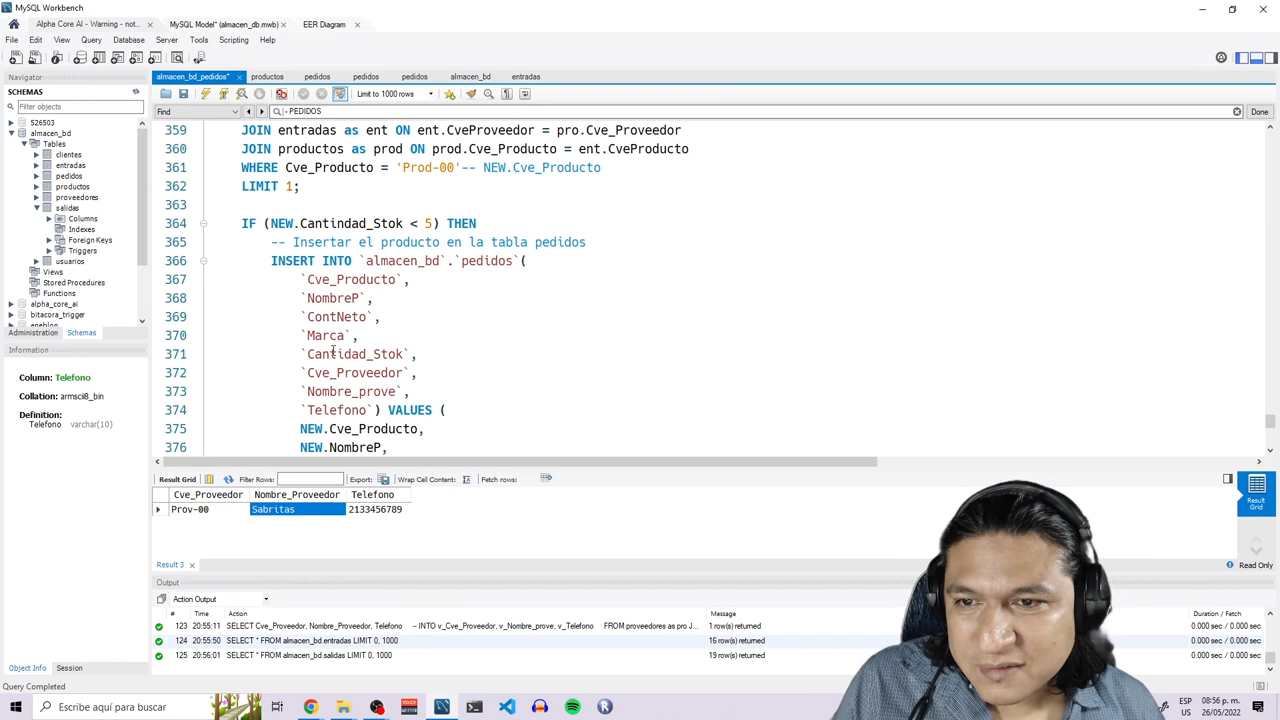 MySQL Workbench
Alpha Core AI - Warning - not...
MySQL Model* (almacen_db.mwb)
EER Diagram
File Edit View Query Database Server Tools Scripting Help
Navigator
SCHEMAS
Filter objects
526503
almacen_bd
Tables
clientes
entradas
pedidos
productos
proveedores
salidas
Columns
Indexes
Foreign Keys
Triggers
usuarios
Views
Stored Procedures
Functions
alpha_core_ai
bitacora_trigger
Administration Schemas
Information
Column: Telefono
Collation: armscii8_bin
Definition:
Telefono varchar(10)
Object Info Session
Query Completed
almacen_bd_pedidos* productos pedidos pedidos pedidos almacen_bd entradas
Limit to 1000 rows
Find - PEDIDOS Done
359 JOIN entradas as ent ON ent.CveProveedor = pro.Cve_Proveedor
360 JOIN productos as prod ON prod.Cve_Producto = ent.CveProducto
361 WHERE Cve_Producto = 'Prod-00'-- NEW.Cve_Producto
362 LIMIT 1;
363
364 IF (NEW.Cantindad_Stok < 5) THEN
365 -- Insertar el producto en la tabla pedidos
366 INSERT INTO `almacen_bd`.`pedidos`(
367 `Cve_Producto`,
368 `NombreP`,
369 `ContNeto`,
370 `Marca`,
371 `Cantidad_Stok`,
372 `Cve_Proveedor`,
373 `Nombre_prove`,
374 `Telefono`) VALUES (
375 NEW.Cve_Producto,
376 NEW.NombreP,
Result Grid Filter Rows: Export: Wrap Cell Content: Fetch rows:
Cve_Proveedor Nombre_Proveedor Telefono
Prov-00 Sabritas 2133456789
Result Grid
Result 3
Read Only
Output
Action Output
# Time Action Message Duration / Fetch
123 20:55:11 SELECT Cve_Proveedor, Nombre_Proveedor, Telefono -- INTO v_Cve_Proveedor, v_Nombre_prove, v_Telefono FROM proveedores as pro J... 1 row(s) returned 0.000 sec / 0.000 sec
124 20:55:50 SELECT * FROM almacen_bd.entradas LIMIT 0, 1000 16 row(s) returned 0.000 sec / 0.000 sec
125 20:56:01 SELECT * FROM almacen_bd.salidas LIMIT 0, 1000 19 row(s) returned 0.000 sec / 0.000 sec
Escribe aquí para buscar
ESP
US
08:56 p. m.
26/05/2022